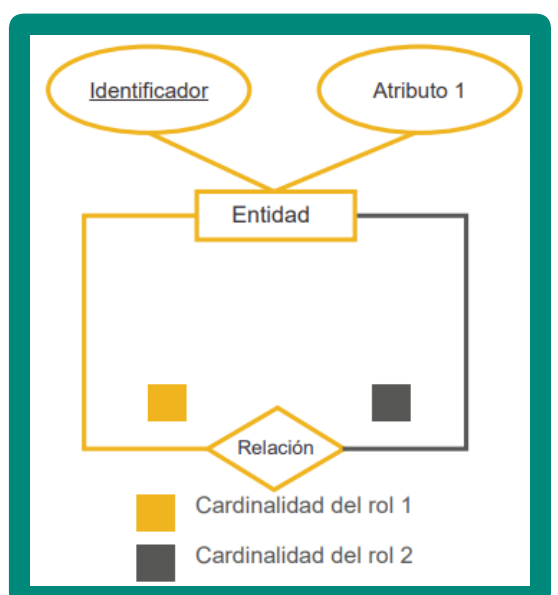 Identificador
Atributo 1
Entidad
Relación
Cardinalidad del rol 1
Cardinalidad del rol 2